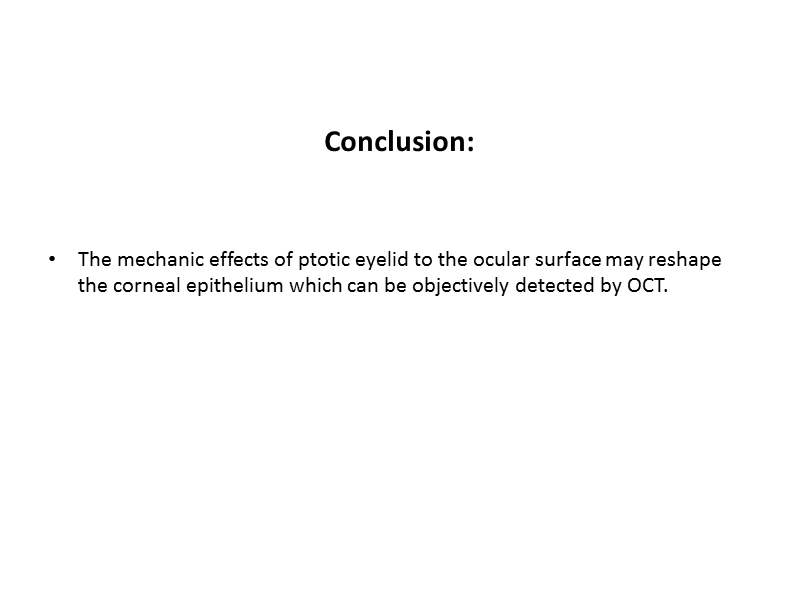 Conclusion:
• The mechanic effects of ptotic eyelid to the ocular surface may reshape
the corneal epithelium which can be objectively detected by OCT.